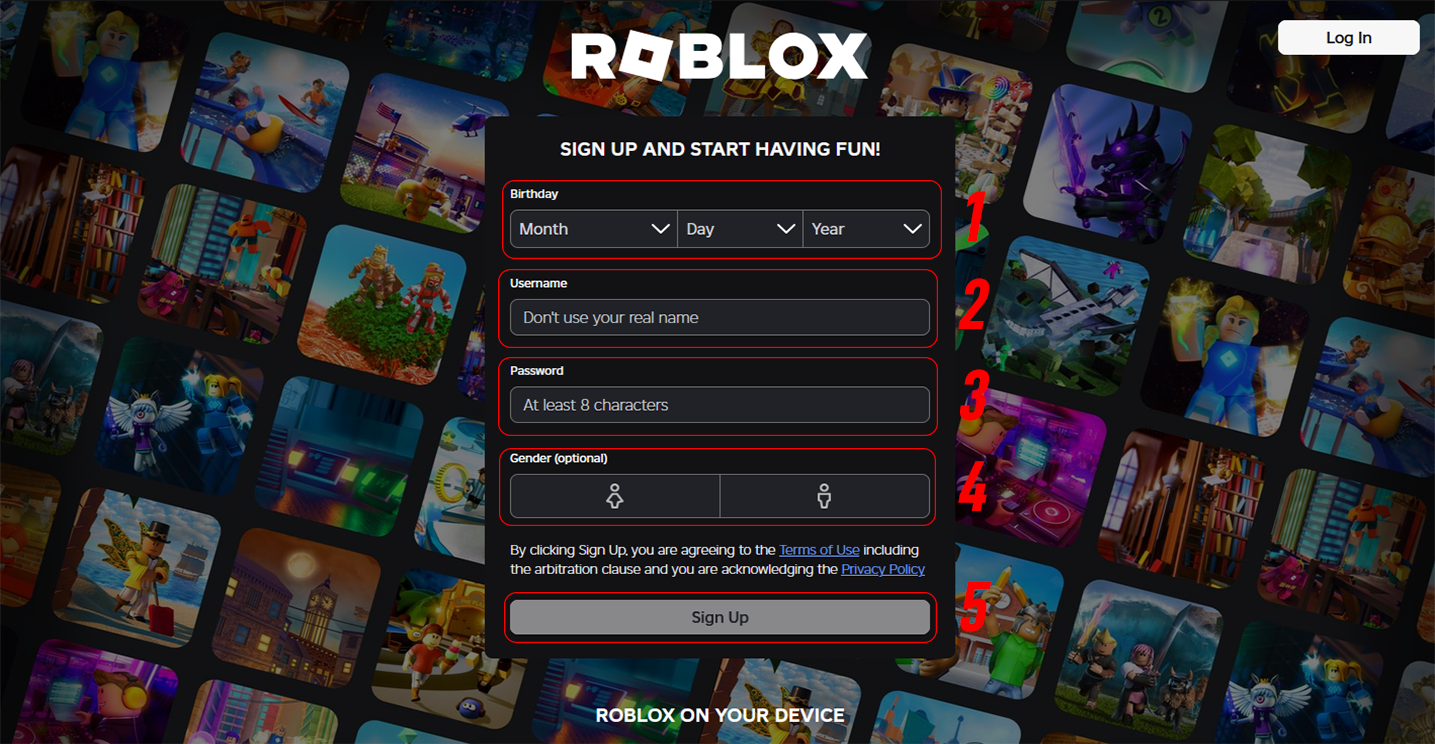 ROBLOX
Log In
SIGN UP AND START HAVING FUN!
Birthday
Month Day Year
1
Username
Don't use your real name
2
Password
At least 8 characters
3
Gender (optional)
4
By clicking Sign Up, you are agreeing to the Terms of Use including
the arbitration clause and you are acknowledging the Privacy Policy
Sign Up
5
ROBLOX ON YOUR DEVICE